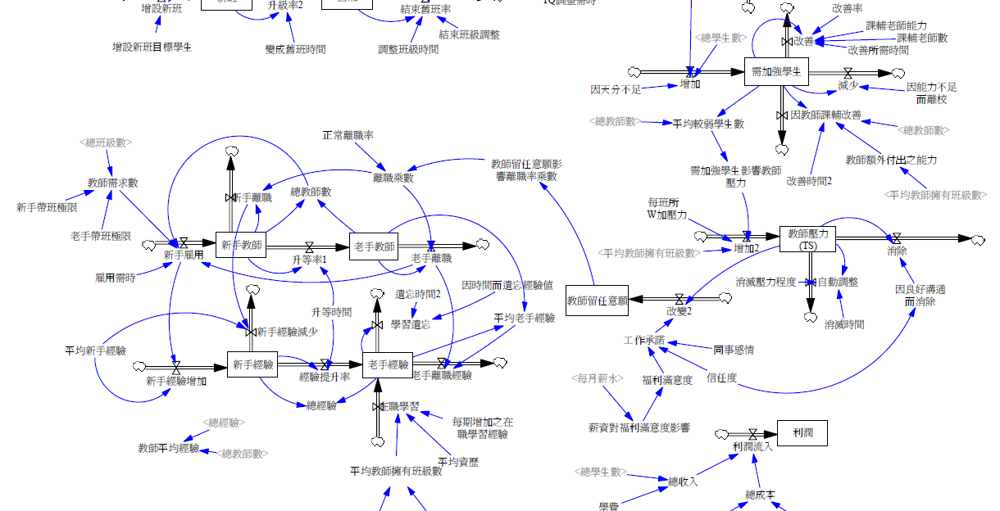 新班
舊班
IQ調整需時
增設新班
升級率2
結束舊班率
結束班級調整
增設新班目標學生
變成舊班時間
調整班級時間
改善率
課輔老師能力
課輔老師數
改善
改善所需時間
<總學生數>
需加強學生
增加
減少
因天分不足
因能力不足
而離校
<總教師數>
平均較弱學生數
因教師課輔改善
<總教師數>
教師額外付出之能力
需加強學生影響教師
壓力
改善時間2
<平均教師擁有班級數>
正常離職率
<總班級數>
教師需求數
新手帶班極限
老手帶班極限
新手離職
總教師數
離職乘數
教師留任意願影
響離職率乘數
新手教師
老手教師
新手雇用
升等率1
老手離職
雇用需時
每班所
W加壓力
<平均教師擁有班級數>
增加2
教師壓力
(TS)
消除
消滅壓力程度
自動調整
因良好溝通
而消除
消滅時間
教師留任意願
改變2
工作承諾
同事感情
<每月薪水>
福利滿意度
信任度
薪資對福利滿意度影響
遺忘時間2
因時間而遺忘經驗值
升等時間
學習遺忘
平均老手經驗
新手經驗減少
平均新手經驗
新手經驗
老手經驗
新手經驗增加
經驗提升率
老手離職經驗
總經驗
在職學習
每期增加之在
職學習經驗
<總經驗>
教師平均經驗
<總教師數>
平均資歷
平均教師擁有班級數
利潤
利潤流入
<總學生數>
總收入
學費
總成本